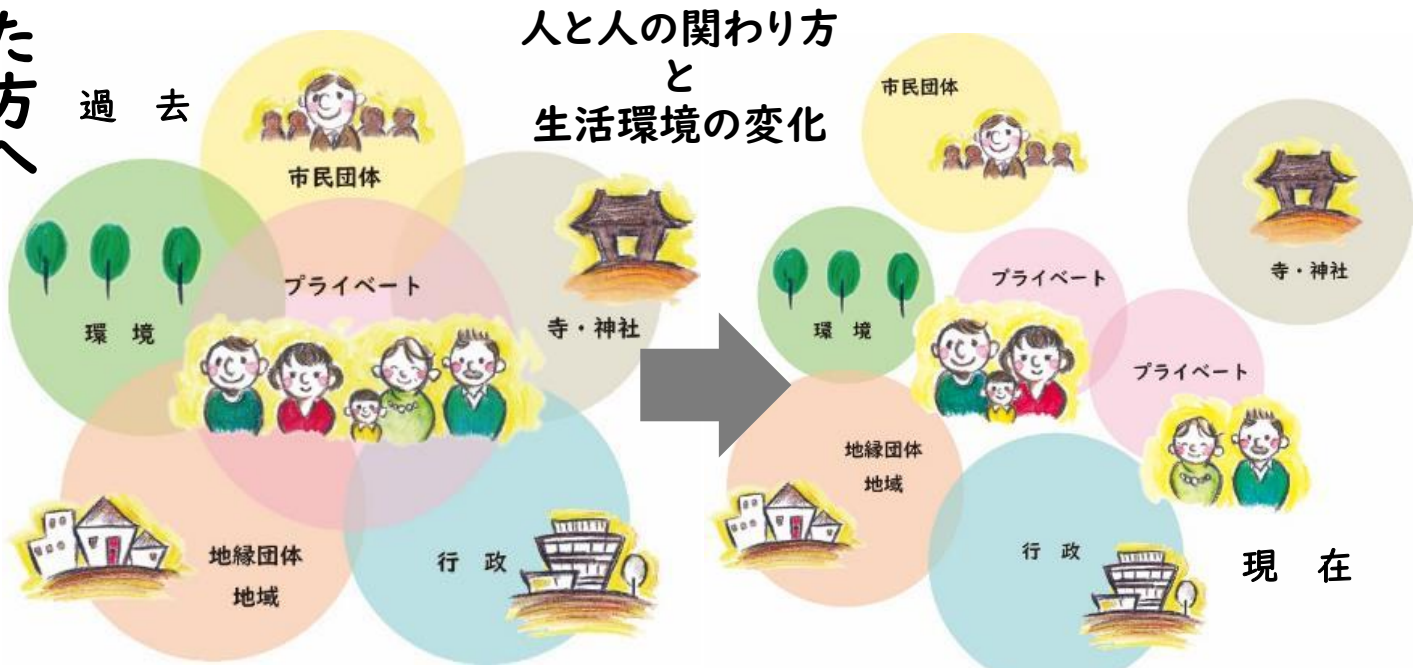 た
方
へ
人と人の関わり方
と
生活環境の変化
過 去
市民団体
プライベート
環 境
寺・神社
地縁団体
地域
行 政
市民団体
寺・神社
プライベート
環 境
プライベート
地縁団体
地域
行 政
現 在